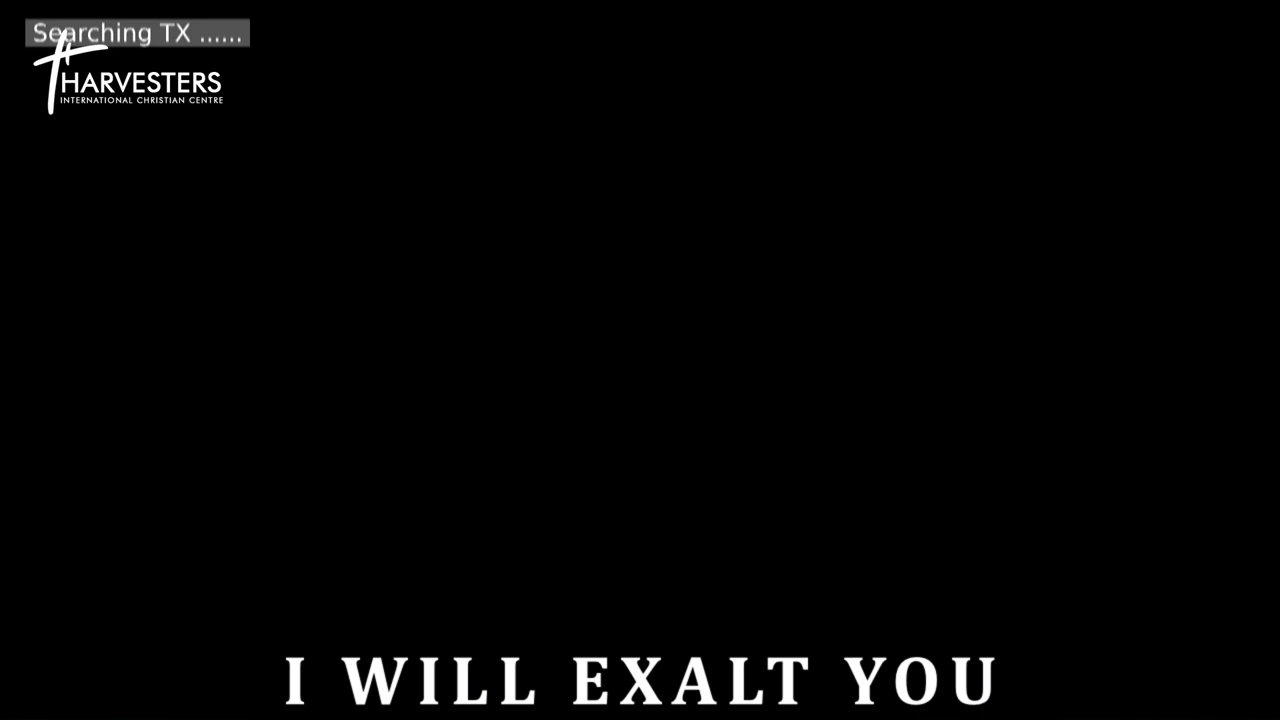 Searching TX ......
HARVESTERS
INTERNATIONAL CHRISTIAN CENTRE
I WILL EXALT YOU